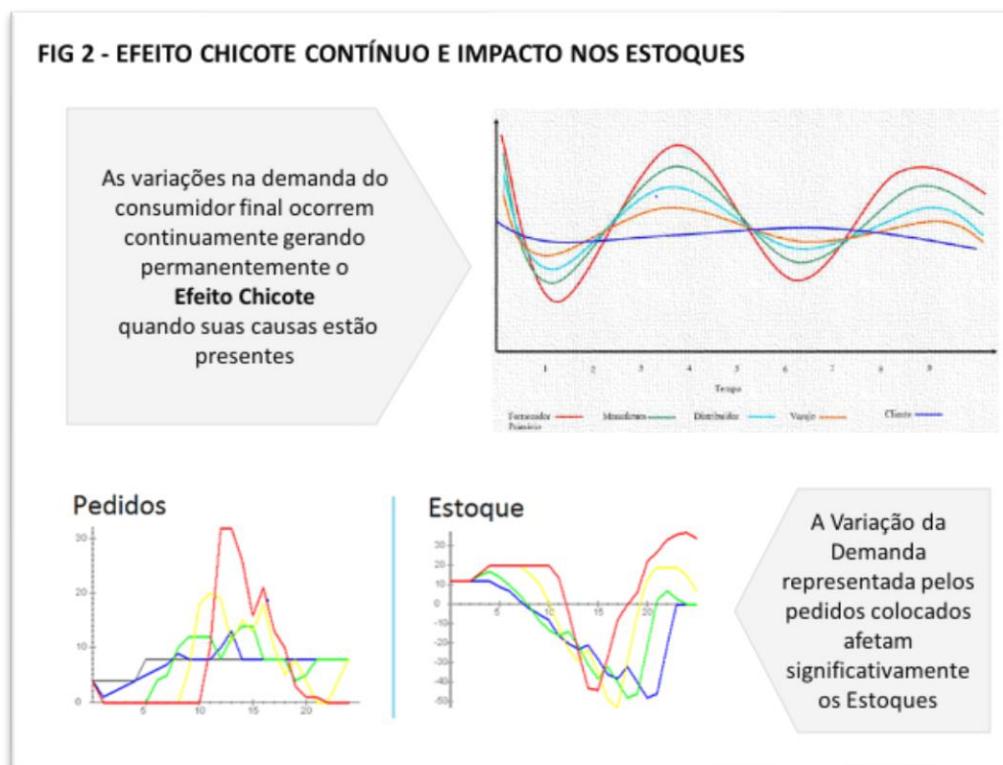 FIG 2 - EFEITO CHICOTE CONTÍNUO E IMPACTO NOS ESTOQUES
As variações na demanda do
consumidor final ocorrem
continuamente gerando
permanentemente o
Efeito Chicote
quando suas causas estão
presentes
1 2 3 4 5 6 7 8 9
Tempo
Fornecedor Manufatura Distribuidor Varejo Cliente
Primário
Pedidos
30
20
10
0
5 10 15 20
Estoque
30
20
10
0
-10
-20
-30
-40
-50
5 10 15 20
A Variação da
Demanda
representada pelos
pedidos colocados
afetam
significativamente
os Estoques